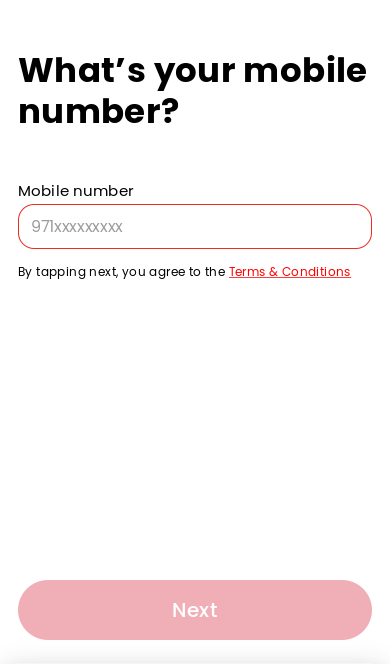 What’s your mobile
number?
Mobile number
971xxxxxxxxx
By tapping next, you agree to the Terms & Conditions
Next